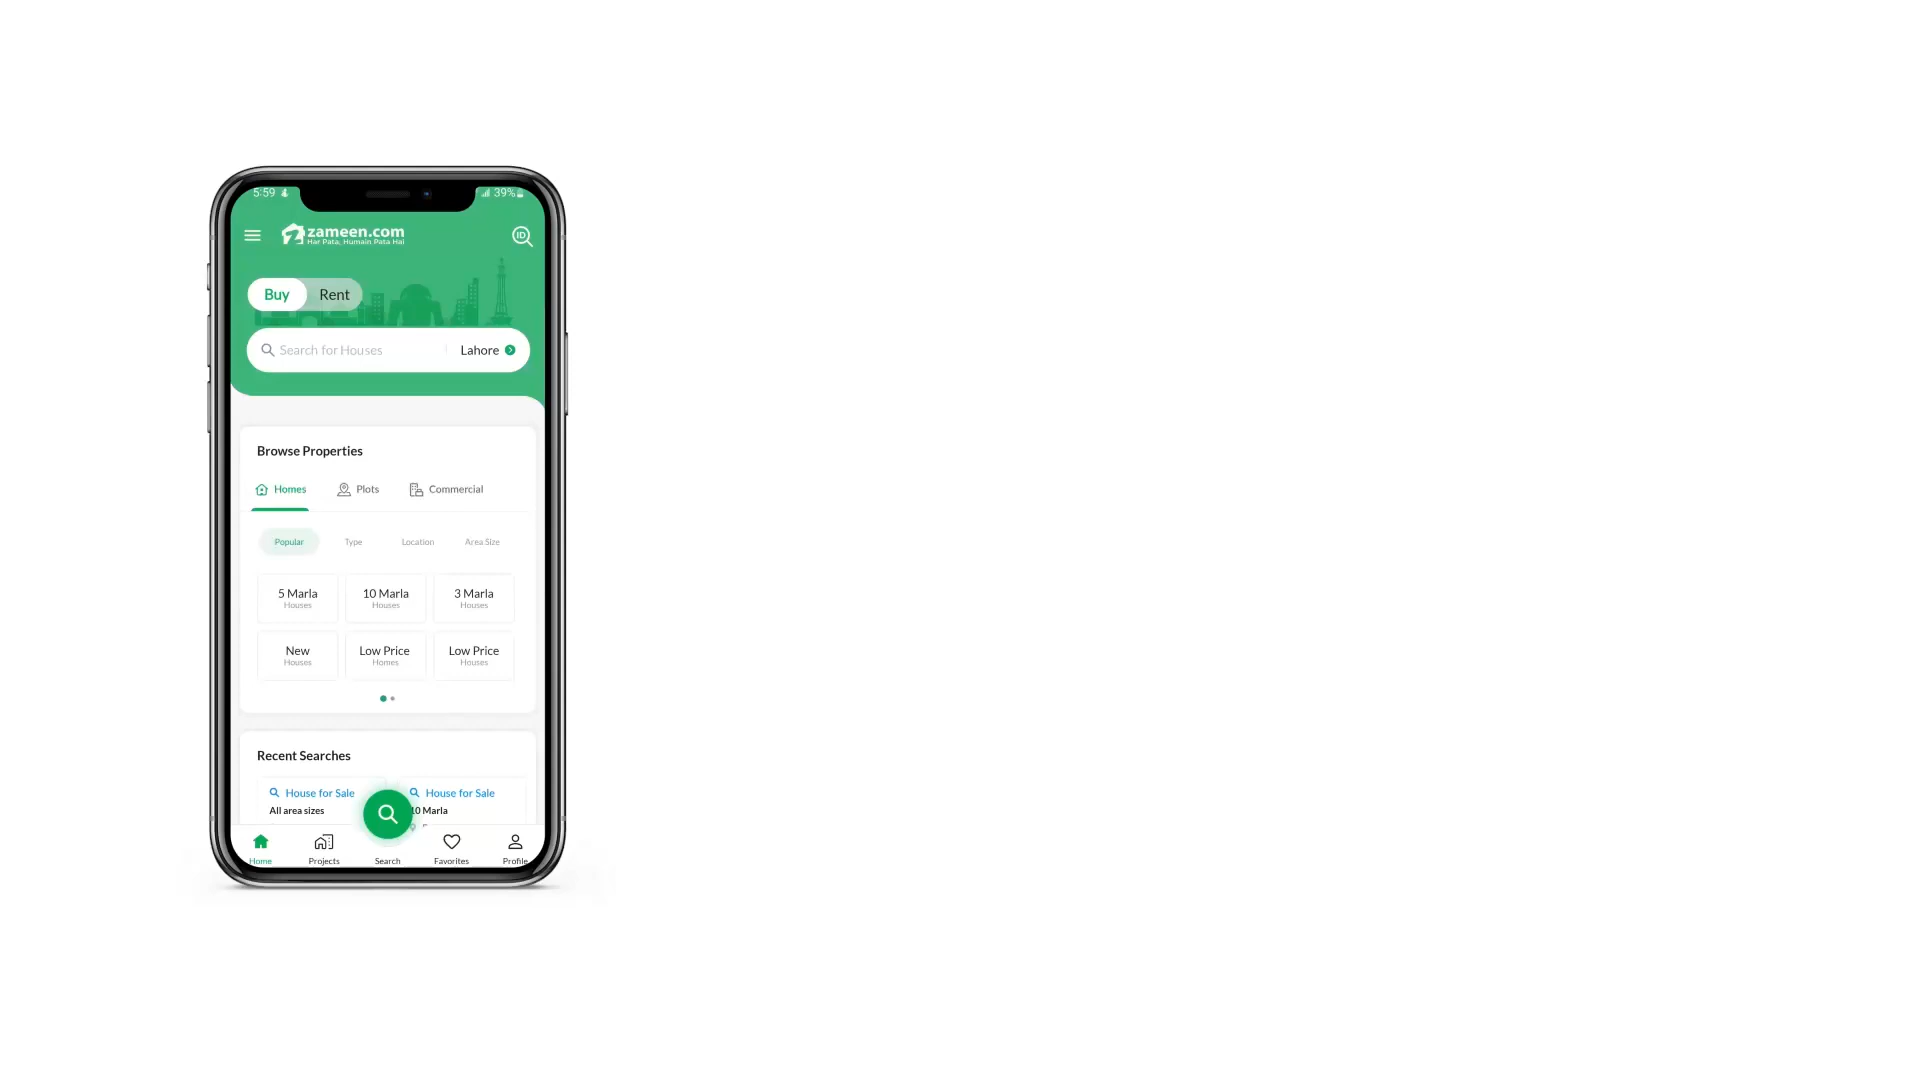 5:59
39%
zameen.com
Har Pata, Humain Pata Hai
ID
Buy Rent
Search for Houses Lahore
Browse Properties
Homes Plots Commercial
Popular Type Location Area Size
5 Marla 10 Marla 3 Marla
Houses Houses Houses
New Low Price Low Price
Houses Homes Houses
Recent Searches
House for Sale House for Sale
All area sizes 10 Marla
Home Projects Search Favorites Profile